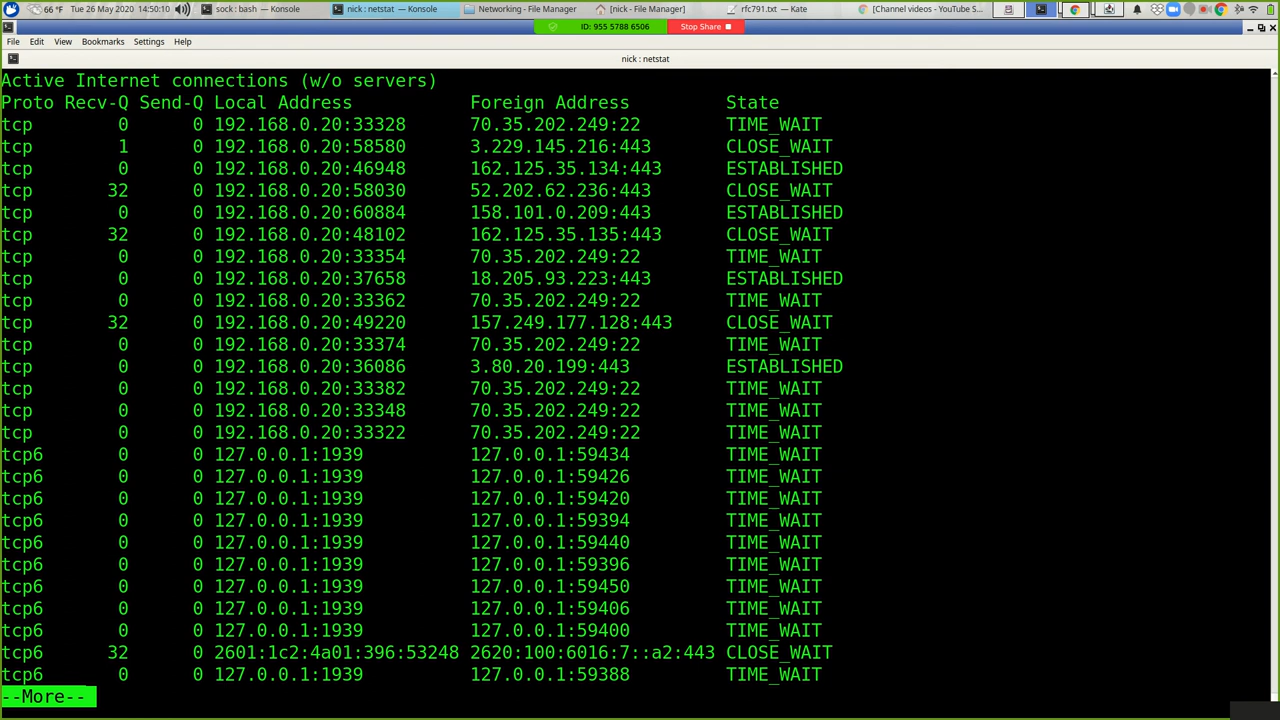 66 °F Tue 26 May 2020 14:50:10 sock : bash — Konsole nick : netstat — Konsole Networking - File Manager [nick - File Manager] rfc791.txt — Kate [Channel videos - YouTube S...
ID: 955 5788 6506 Stop Share
File Edit View Bookmarks Settings Help
nick : netstat
Active Internet connections (w/o servers)
Proto Recv-Q Send-Q Local Address Foreign Address State
tcp 0 0 192.168.0.20:33328 70.35.202.249:22 TIME_WAIT
tcp 1 0 192.168.0.20:58580 3.229.145.216:443 CLOSE_WAIT
tcp 0 0 192.168.0.20:46948 162.125.35.134:443 ESTABLISHED
tcp 32 0 192.168.0.20:58030 52.202.62.236:443 CLOSE_WAIT
tcp 0 0 192.168.0.20:60884 158.101.0.209:443 ESTABLISHED
tcp 32 0 192.168.0.20:48102 162.125.35.135:443 CLOSE_WAIT
tcp 0 0 192.168.0.20:33354 70.35.202.249:22 TIME_WAIT
tcp 0 0 192.168.0.20:37658 18.205.93.223:443 ESTABLISHED
tcp 0 0 192.168.0.20:33362 70.35.202.249:22 TIME_WAIT
tcp 32 0 192.168.0.20:49220 157.249.177.128:443 CLOSE_WAIT
tcp 0 0 192.168.0.20:33374 70.35.202.249:22 TIME_WAIT
tcp 0 0 192.168.0.20:36086 3.80.20.199:443 ESTABLISHED
tcp 0 0 192.168.0.20:33382 70.35.202.249:22 TIME_WAIT
tcp 0 0 192.168.0.20:33348 70.35.202.249:22 TIME_WAIT
tcp 0 0 192.168.0.20:33322 70.35.202.249:22 TIME_WAIT
tcp6 0 0 127.0.0.1:1939 127.0.0.1:59434 TIME_WAIT
tcp6 0 0 127.0.0.1:1939 127.0.0.1:59426 TIME_WAIT
tcp6 0 0 127.0.0.1:1939 127.0.0.1:59420 TIME_WAIT
tcp6 0 0 127.0.0.1:1939 127.0.0.1:59394 TIME_WAIT
tcp6 0 0 127.0.0.1:1939 127.0.0.1:59440 TIME_WAIT
tcp6 0 0 127.0.0.1:1939 127.0.0.1:59396 TIME_WAIT
tcp6 0 0 127.0.0.1:1939 127.0.0.1:59450 TIME_WAIT
tcp6 0 0 127.0.0.1:1939 127.0.0.1:59406 TIME_WAIT
tcp6 0 0 127.0.0.1:1939 127.0.0.1:59400 TIME_WAIT
tcp6 32 0 2601:1c2:4a01:396:53248 2620:100:6016:7::a2:443 CLOSE_WAIT
tcp6 0 0 127.0.0.1:1939 127.0.0.1:59388 TIME_WAIT
--More--